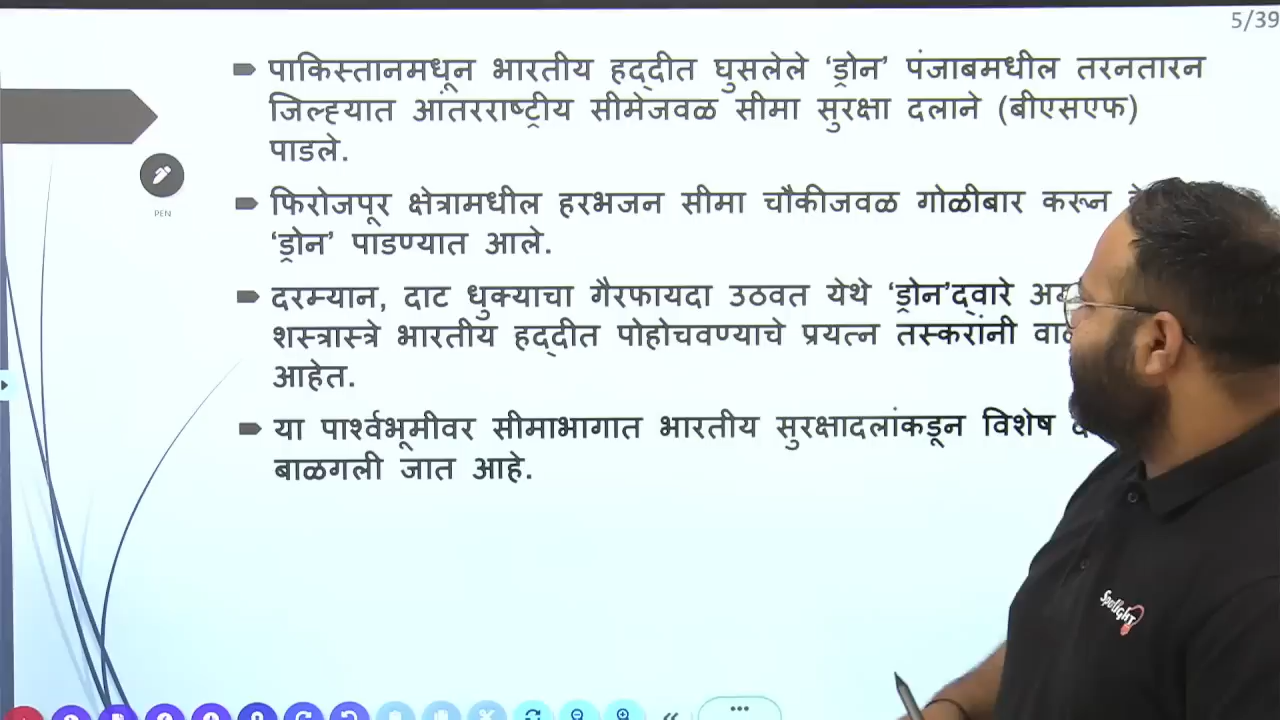 5/39
पाकिस्तानमधून भारतीय हद्दीत घुसलेले ‘ड्रोन’ पंजाबमधील तरनतारन
जिल्ह्यात आंतरराष्ट्रीय सीमेजवळ सीमा सुरक्षा दलाने (बीएसएफ)
पाडले.
PEN
फिरोजपूर क्षेत्रामधील हरभजन सीमा चौकीजवळ गोळीबार करून
‘ड्रोन’ पाडण्यात आले.
दरम्यान, दाट धुक्याचा गैरफायदा उठवत येथे ‘ड्रोन’द्वारे
शस्त्रास्त्रे भारतीय हद्दीत पोहोचवण्याचे प्रयत्न तस्करांनी
आहेत.
या पार्श्वभूमीवर सीमाभागात भारतीय सुरक्षादलांकडून विशेष
बाळगली जात आहे.
Spotlight